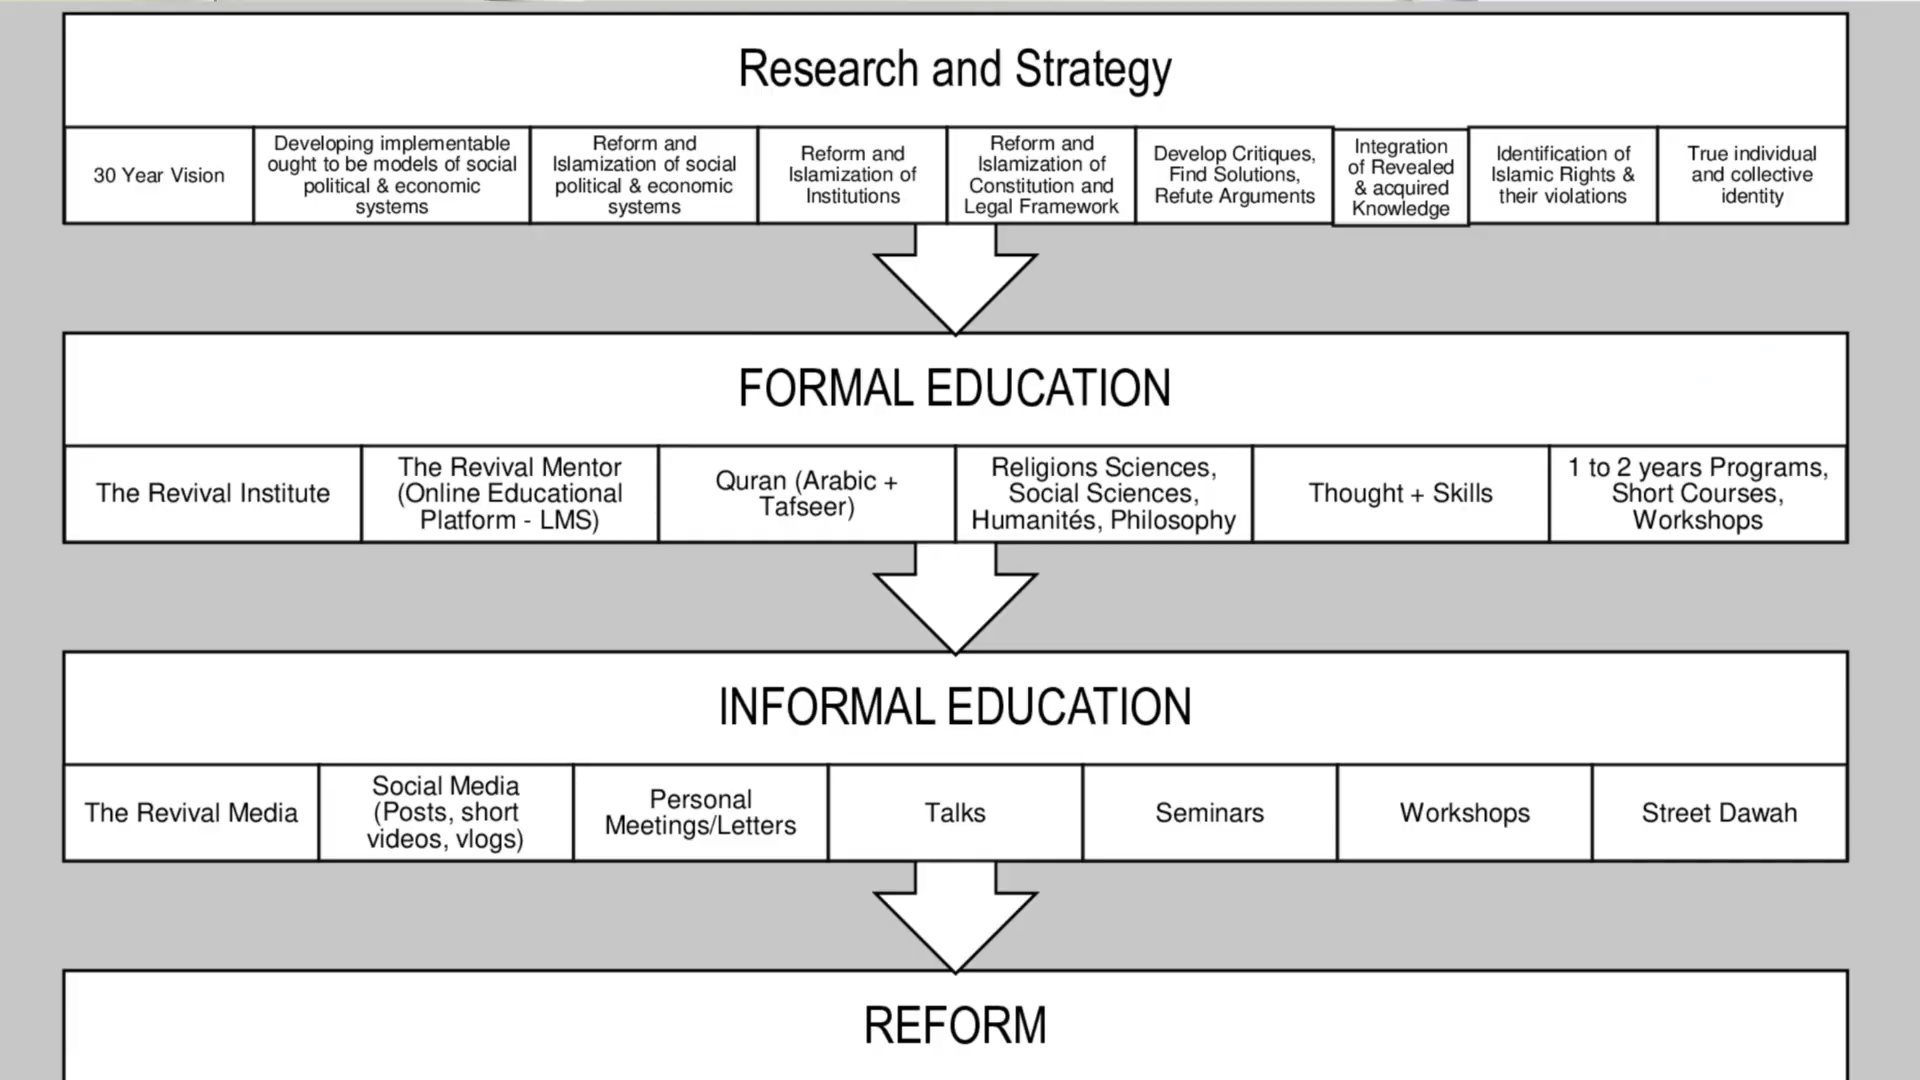 Research and Strategy
30 Year Vision
Developing implementable
ought to be models of social
political & economic
systems
Reform and
Islamization of social
political & economic
systems
Reform and
Islamization of
Institutions
Reform and
Islamization of
Constitution and
Legal Framework
Develop Critiques,
Find Solutions,
Refute Arguments
Integration
of Revealed
& acquired
Knowledge
Identification of
Islamic Rights &
their violations
True individual
and collective
identity
FORMAL EDUCATION
The Revival Institute
The Revival Mentor
(Online Educational
Platform - LMS)
Quran (Arabic +
Tafseer)
Religions Sciences,
Social Sciences,
Humanités, Philosophy
Thought + Skills
1 to 2 years Programs,
Short Courses,
Workshops
INFORMAL EDUCATION
The Revival Media
Social Media
(Posts, short
videos, vlogs)
Personal
Meetings/Letters
Talks
Seminars
Workshops
Street Dawah
REFORM